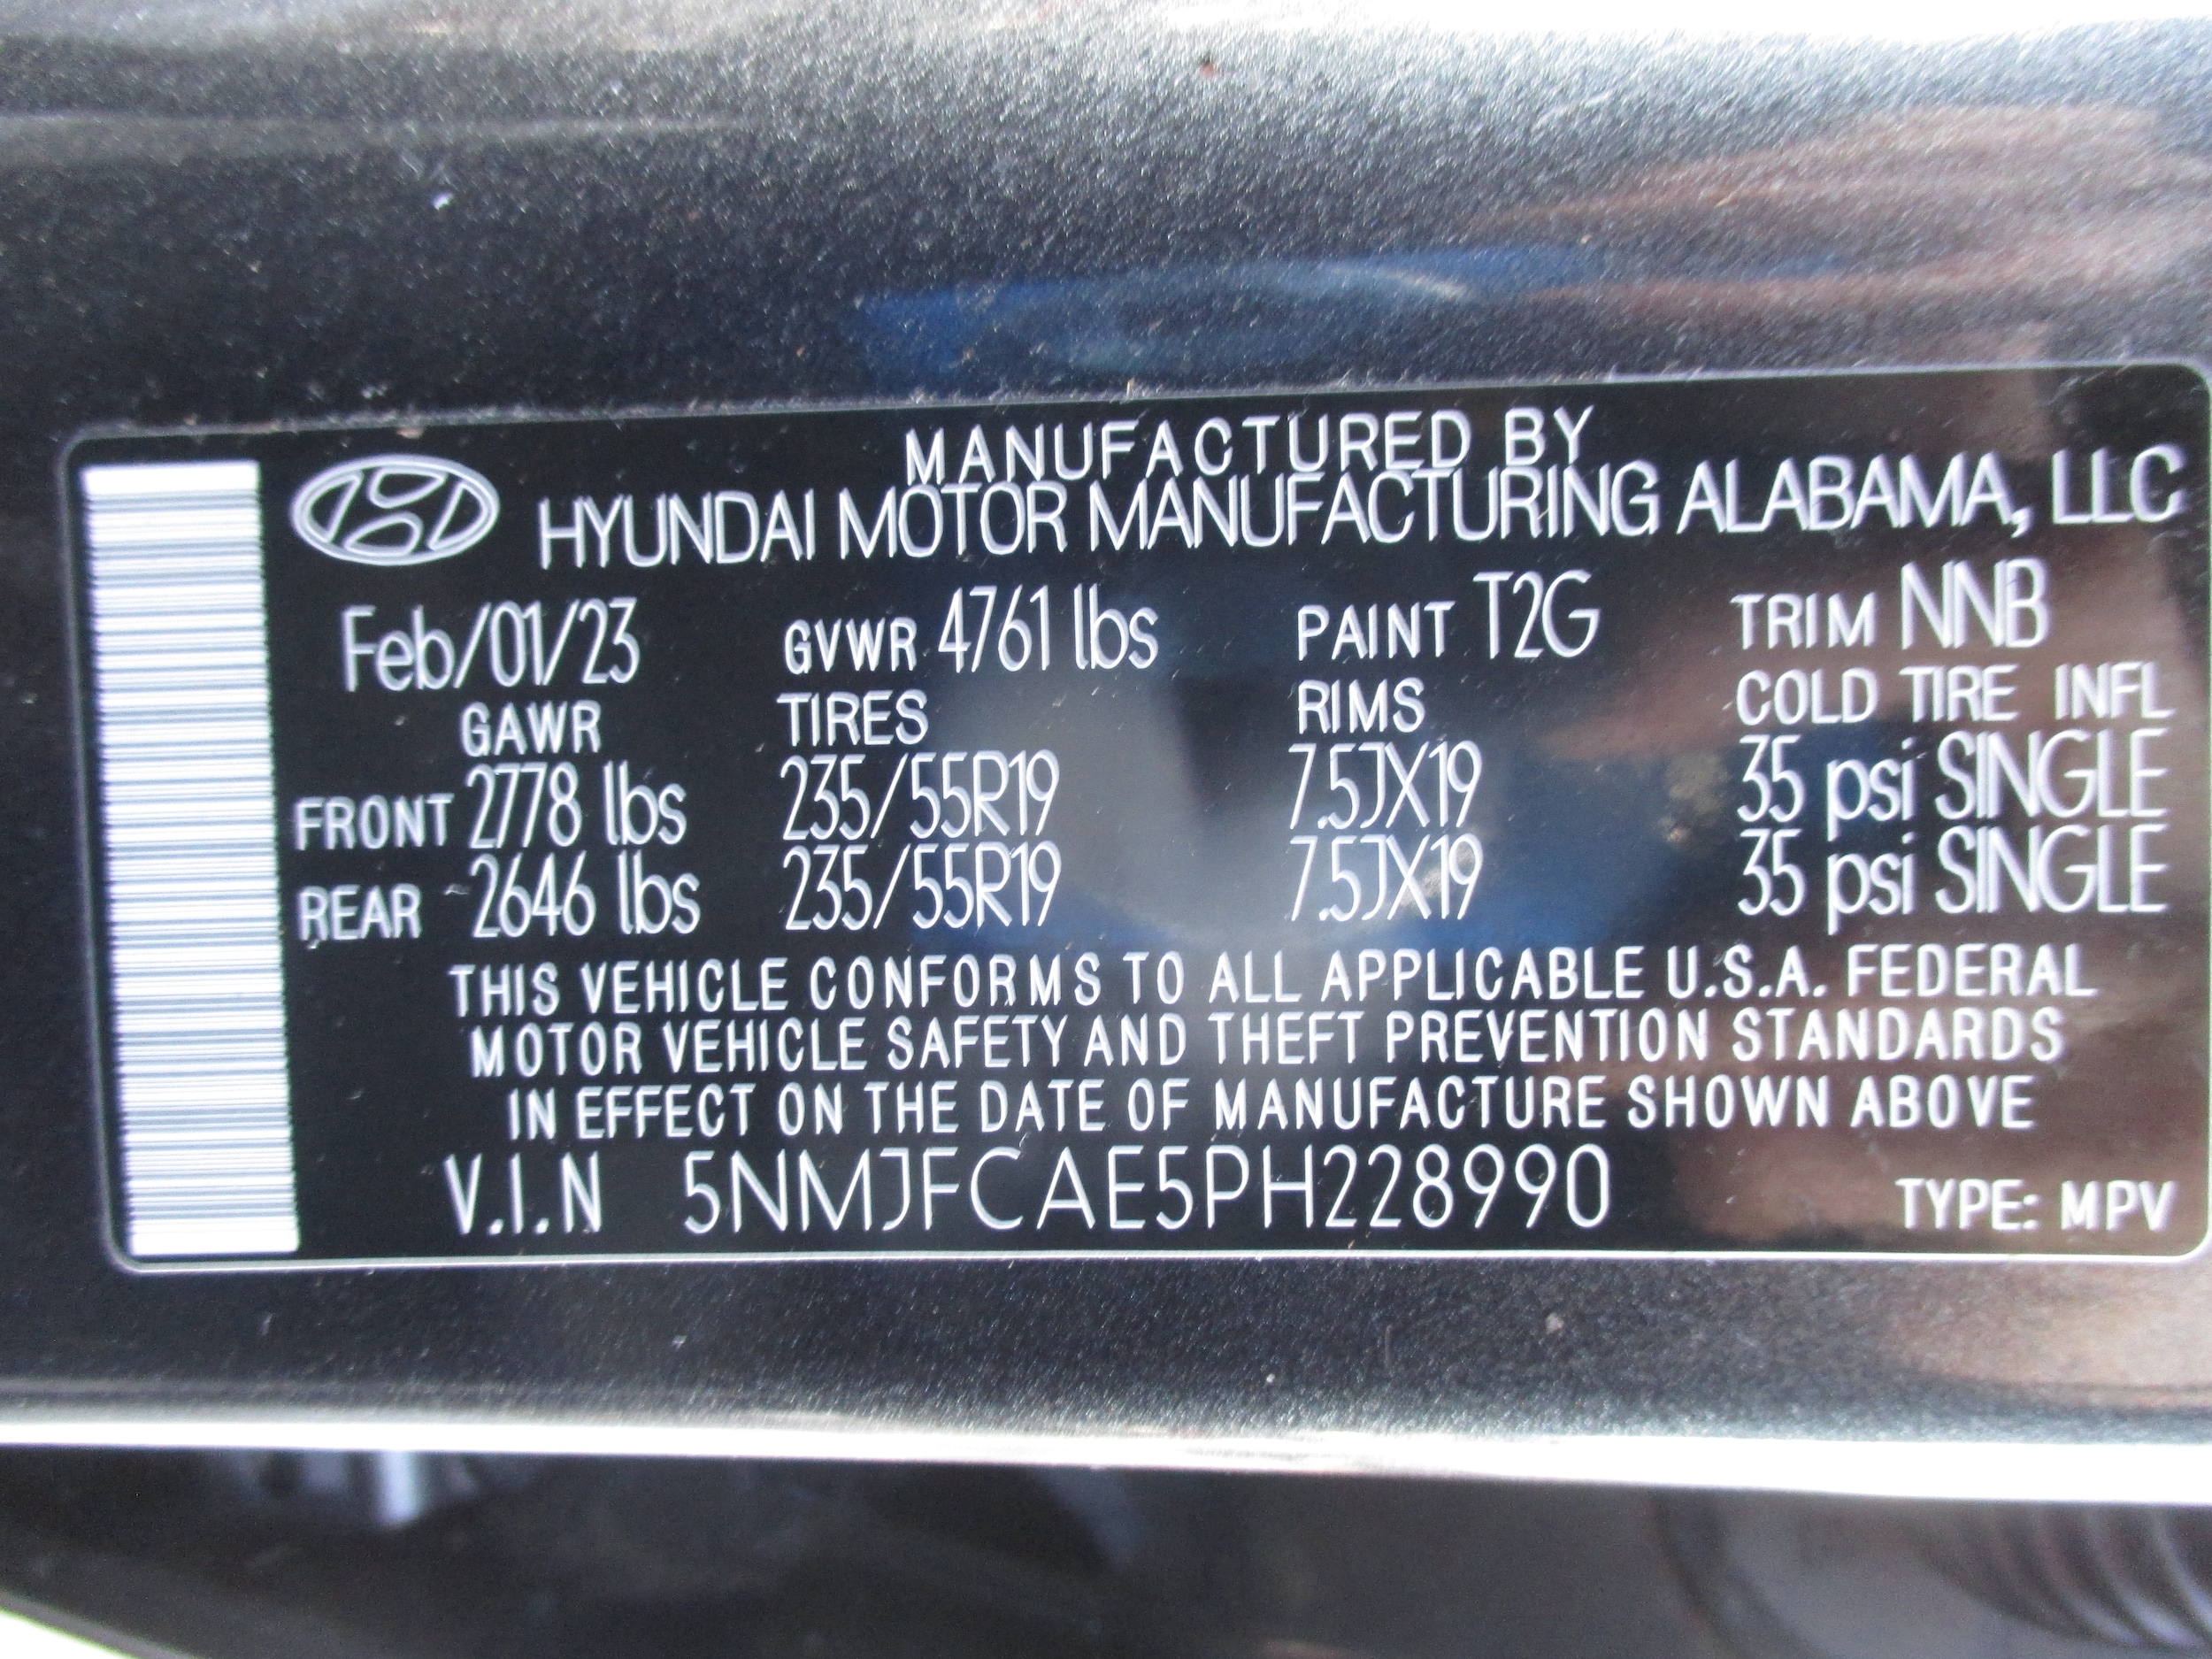 MANUFACTURED BY
HYUNDAI MOTOR MANUFACTURING ALABAMA, LLC
Feb/01/23 GVWR 4761 lbs PAINT T2G TRIM NNB
GAWR TIRES RIMS COLD TIRE INFL
FRONT 2778 lbs 235/55R19 7.5JX19 35 psi SINGLE
REAR 2646 lbs 235/55R19 7.5JX19 35 psi SINGLE
THIS VEHICLE CONFORMS TO ALL APPLICABLE U.S.A. FEDERAL
MOTOR VEHICLE SAFETY AND THEFT PREVENTION STANDARDS
IN EFFECT ON THE DATE OF MANUFACTURE SHOWN ABOVE
V.I.N 5NMJFCAE5PH228990 TYPE: MPV